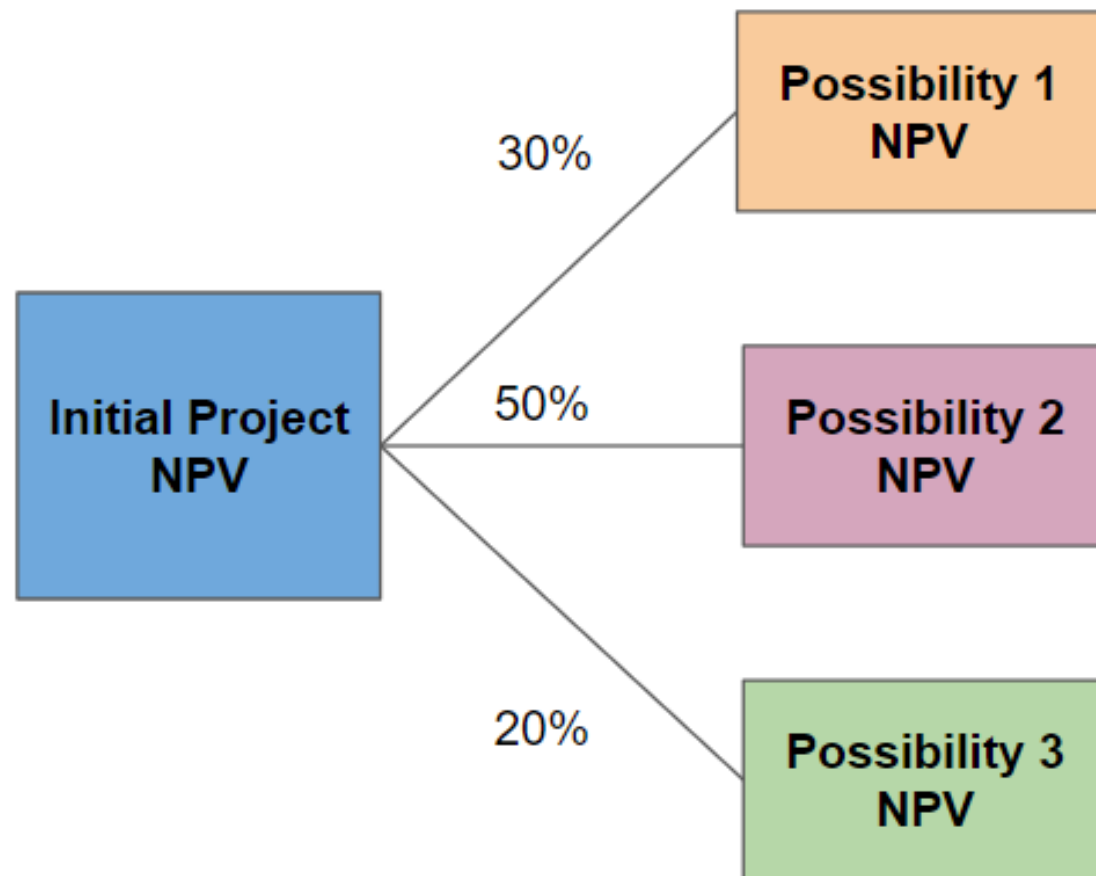 Possibility 1
NPV
30%
Initial Project
NPV
50%
Possibility 2
NPV
20%
Possibility 3
NPV